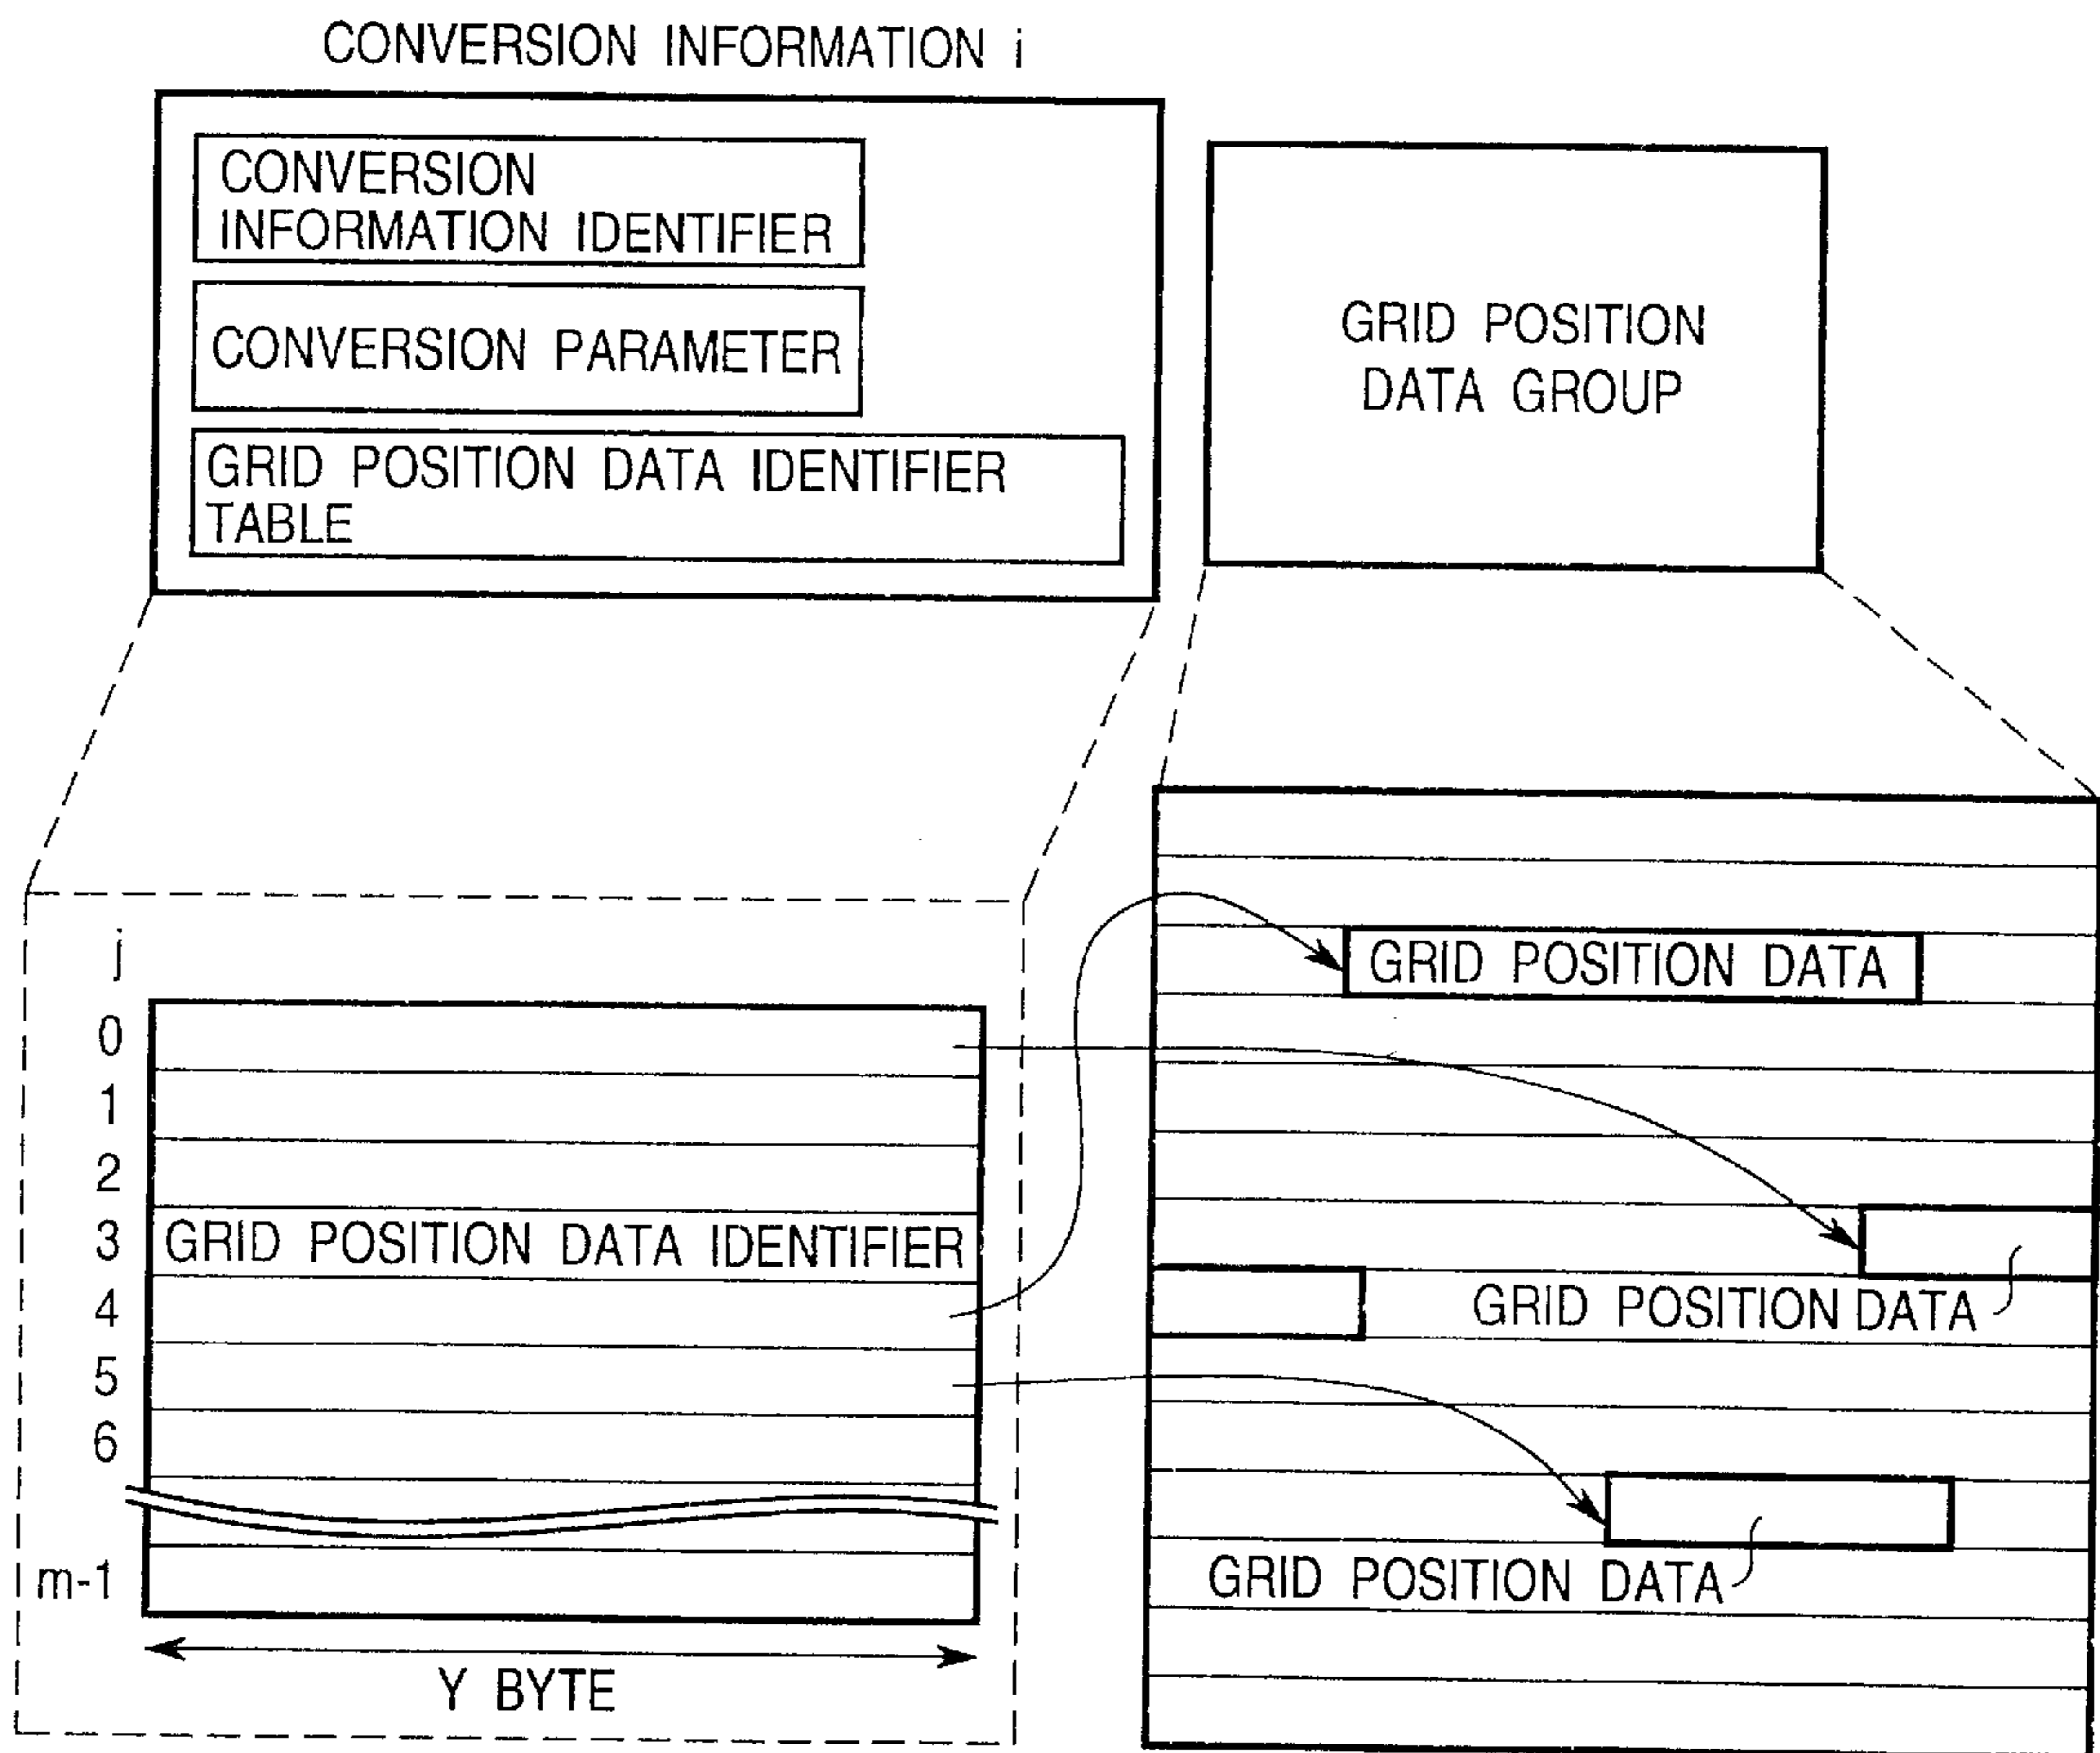 CONVERSION INFORMATION i
CONVERSION
INFORMATION IDENTIFIER
CONVERSION PARAMETER
GRID POSITION DATA IDENTIFIER
TABLE
GRID POSITION
DATA GROUP
j
0
1
2
3 GRID POSITION DATA IDENTIFIER
4
5
6
m-1
Y BYTE
GRID POSITION DATA
GRID POSITION DATA
GRID POSITION DATA